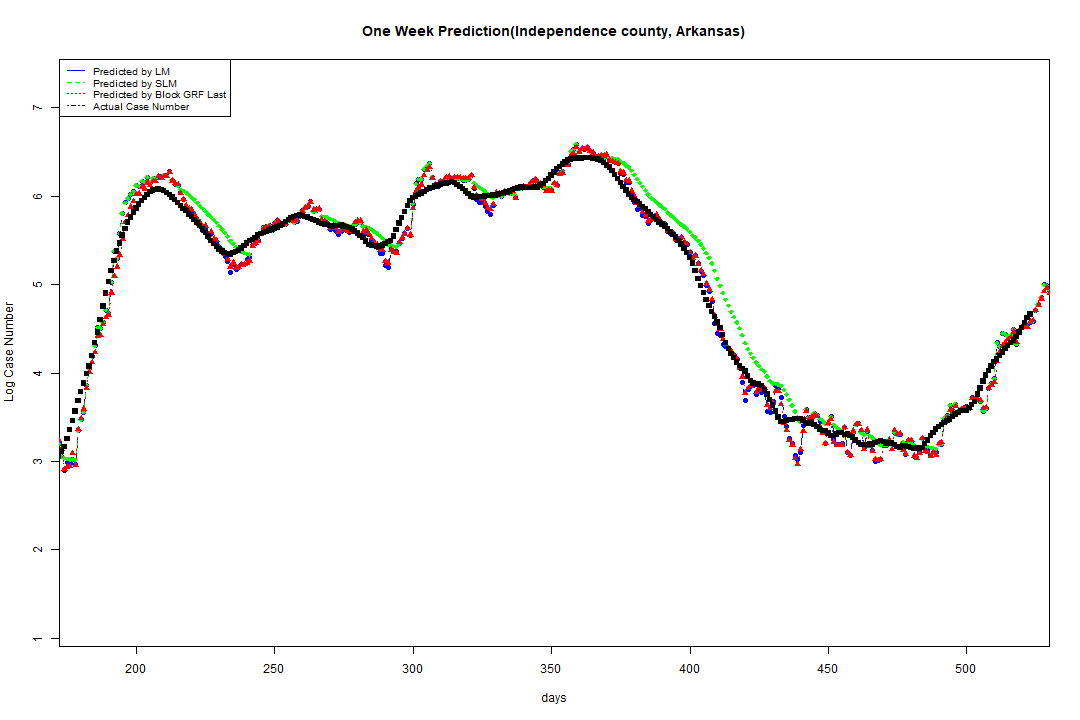 One Week Prediction(Independence county, Arkansas)
Predicted by LM
Predicted by SLM
Predicted by Block GRF Last
Actual Case Number
7
6
5
4
3
2
1
Log Case Number
200 250 300 350 400 450 500
days